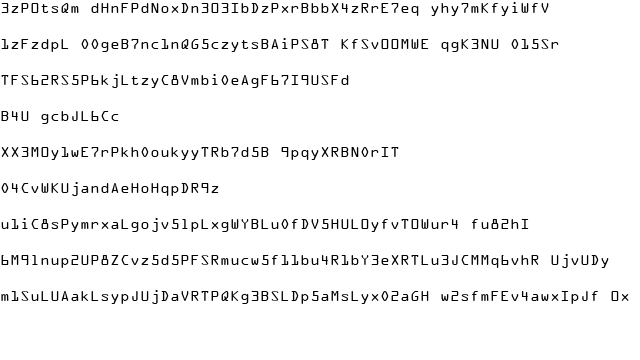 3zPOtsQm dHnFPdNoxDn3O3IbDzPxrBbbX4zRrE7eq yhy7mKfyiWfV
1zFzdpL 00geB7nc1nQG5czytsBAiPS8T KfSvOOMWE qgK3NU O15Sr
TFS62RS5P6kjLtzyC8Vmbi0eAgF67I9USFd
B4U gcbJL6Cc
XX3MOy1wE7rPkh0oukyyTRb7d5B 9pqyXRBN0rIT
04CvWKUjandAeHoHqpDR9z
u1iC8sPymrxaLgojv51pLxgWYBLu0fDV5HULOyfvTOWur4 fu82hI
6M91nup2UP8ZCvz5d5PFSRmucw5f11bu4R1bY3eXRTLu3JCMMq6vhR UjvUDy
m1SuLUAakLsypJUjDaVRTPQKg3BSLDp5aMsLyx02aGH w2sfmFEv4awxIpJf Ox